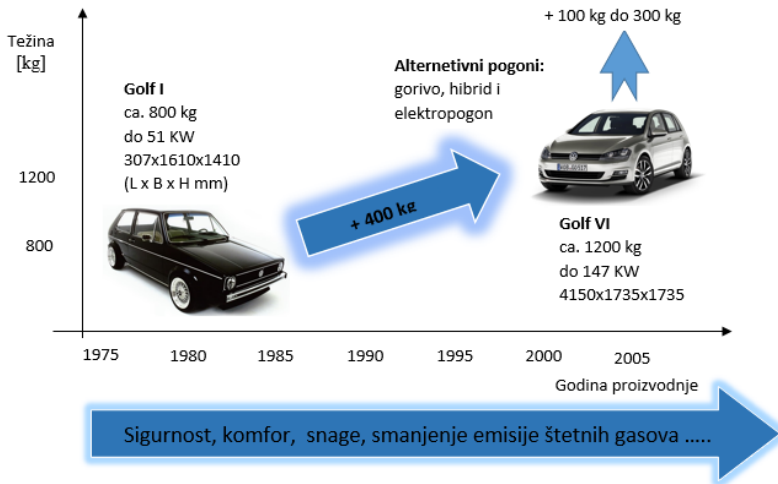 + 100 kg do 300 kg
Težina
[kg]
Alternetivni pogoni:
gorivo, hibrid i
elektropogon
Golf I
ca. 800 kg
do 51 KW
307x1610x1410
(L x B x H mm)
1200
800
+ 400 kg
Golf VI
ca. 1200 kg
do 147 KW
4150x1735x1735
1975 1980 1985 1990 1995 2000 2005
Godina proizvodnje
Sigurnost, komfor, snage, smanjenje emisije štetnih gasova .....